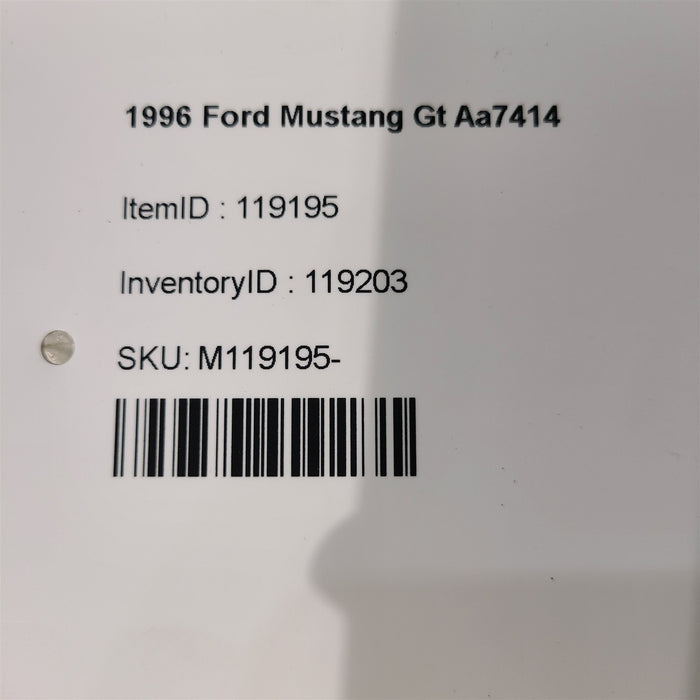 1996 Ford Mustang Gt Aa7414
ItemID : 119195
InventoryID : 119203
SKU: M119195-